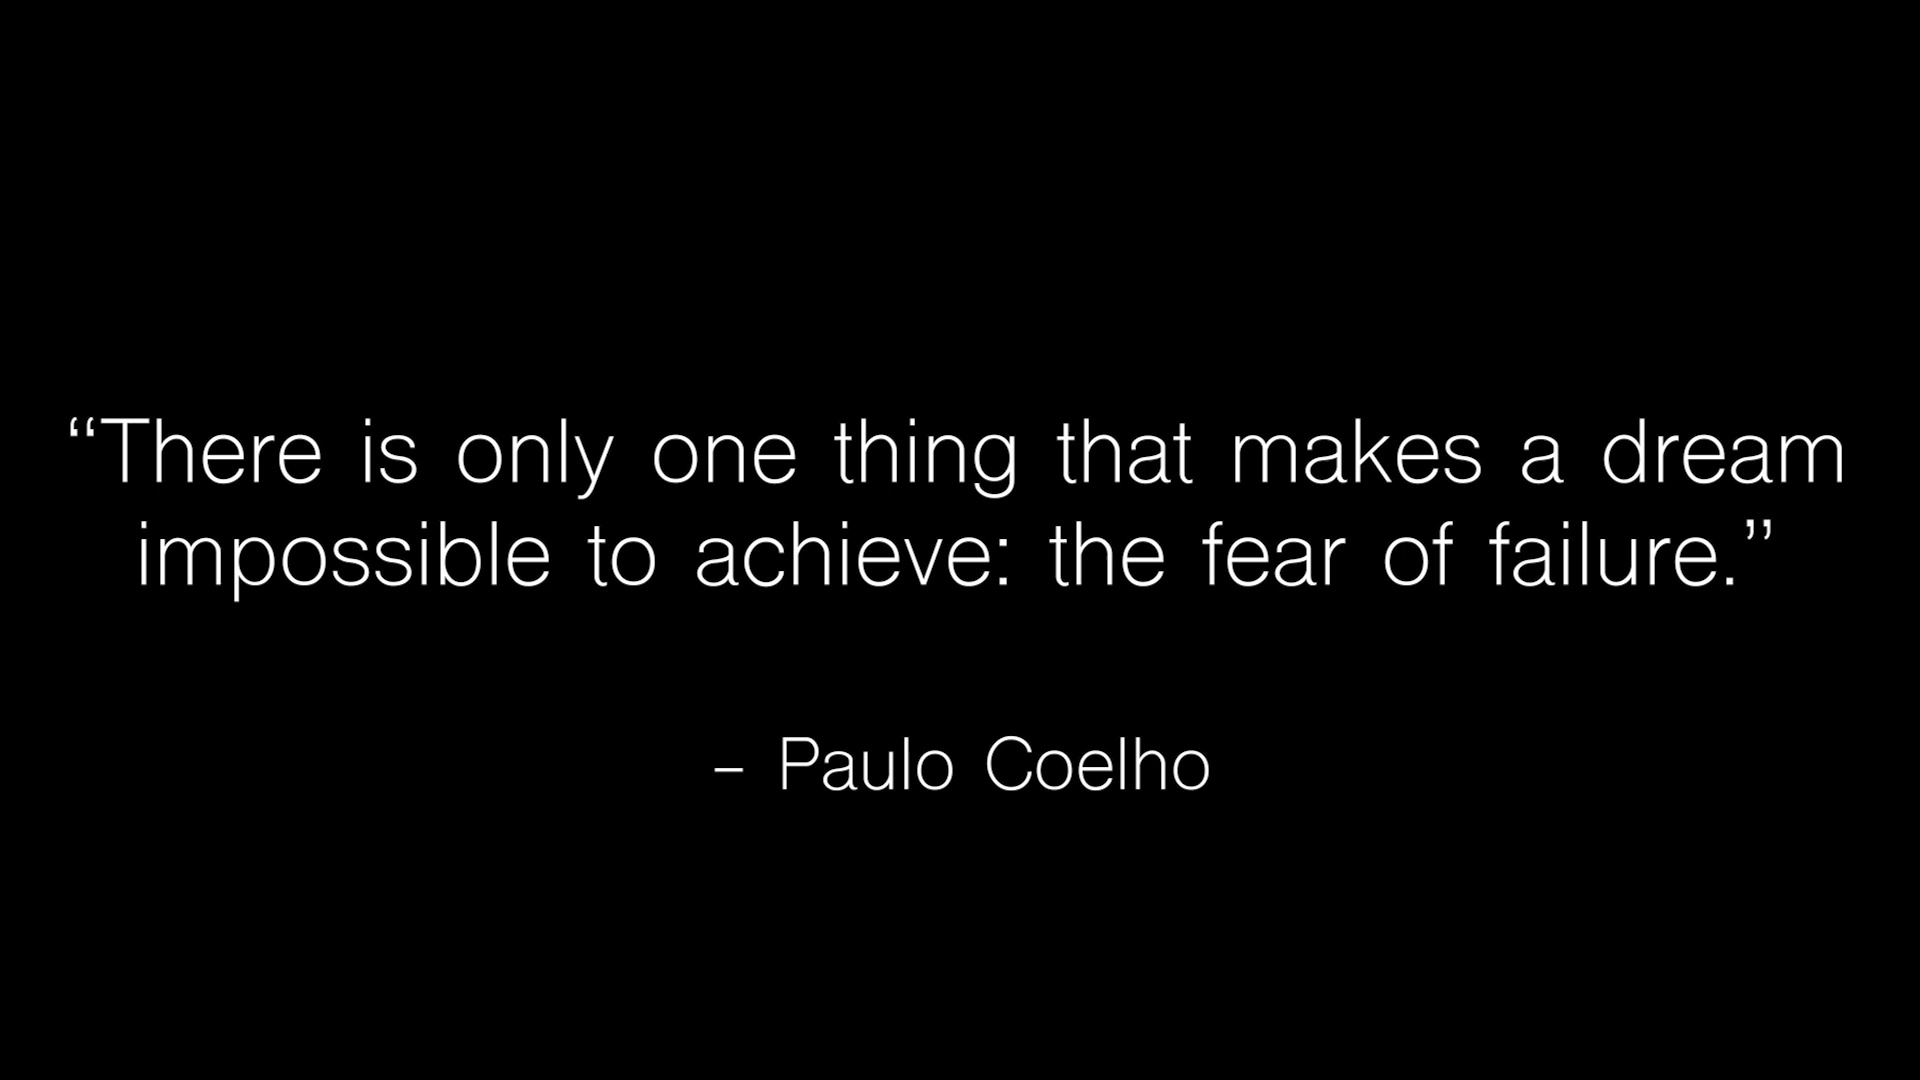 “There is only one thing that makes a dream
impossible to achieve: the fear of failure.”
– Paulo Coelho